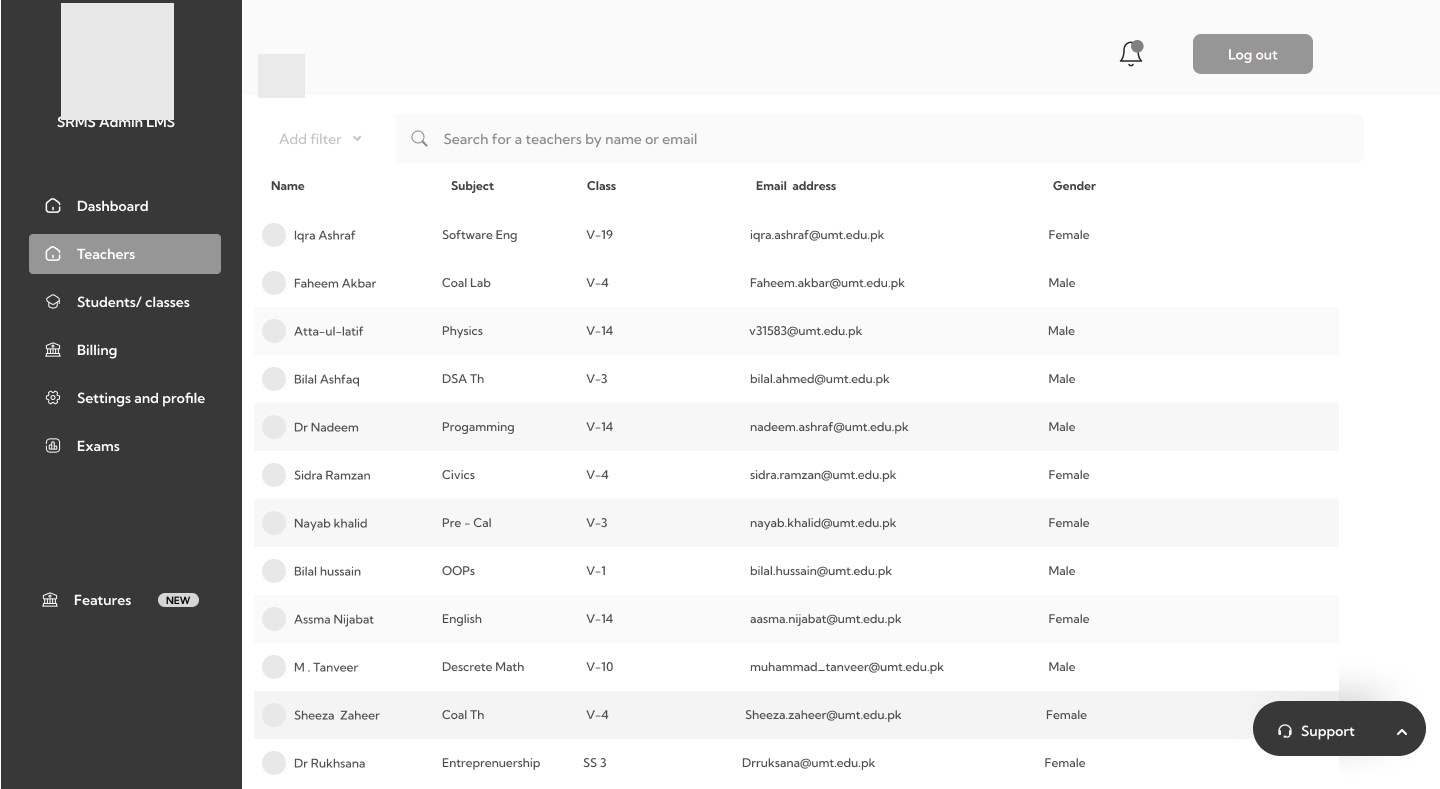 SRMS Admin LMS
Dashboard
Teachers
Students/ classes
Billing
Settings and profile
Exams
Features NEW
Log out
Add filter
Search for a teachers by name or email
Name Subject Class Email address Gender
Iqra Ashraf Software Eng V-19 iqra.ashraf@umt.edu.pk Female
Faheem Akbar Coal Lab V-4 Faheem.akbar@umt.edu.pk Male
Atta-ul-latif Physics V-14 v31583@umt.edu.pk Male
Bilal Ashfaq DSA Th V-3 bilal.ahmed@umt.edu.pk Male
Dr Nadeem Progamming V-14 nadeem.ashraf@umt.edu.pk Male
Sidra Ramzan Civics V-4 sidra.ramzan@umt.edu.pk Female
Nayab khalid Pre - Cal V-3 nayab.khalid@umt.edu.pk Female
Bilal hussain OOPs V-1 bilal.hussain@umt.edu.pk Male
Assma Nijabat English V-14 aasma.nijabat@umt.edu.pk Female
M . Tanveer Descrete Math V-10 muhammad_tanveer@umt.edu.pk Male
Sheeza Zaheer Coal Th V-4 Sheeza.zaheer@umt.edu.pk Female
Dr Rukhsana Entreprenuership SS 3 Drruksana@umt.edu.pk Female
Support